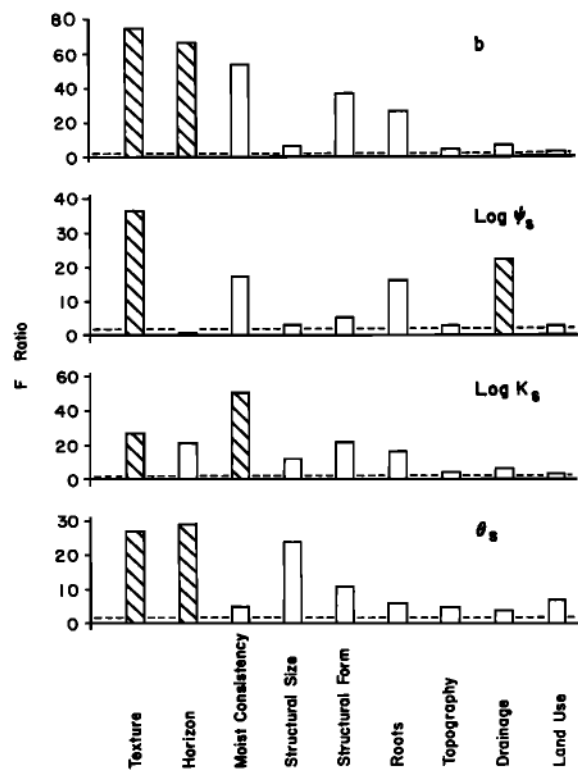 80
60
40
20
0
b
40
30
20
10
0
Log ψs
F Ratio
60
40
20
0
Log Ks
30
20
10
0
θs
Texture
Horizon
Moist Consistency
Structural Size
Structural Form
Roots
Topography
Drainage
Land Use